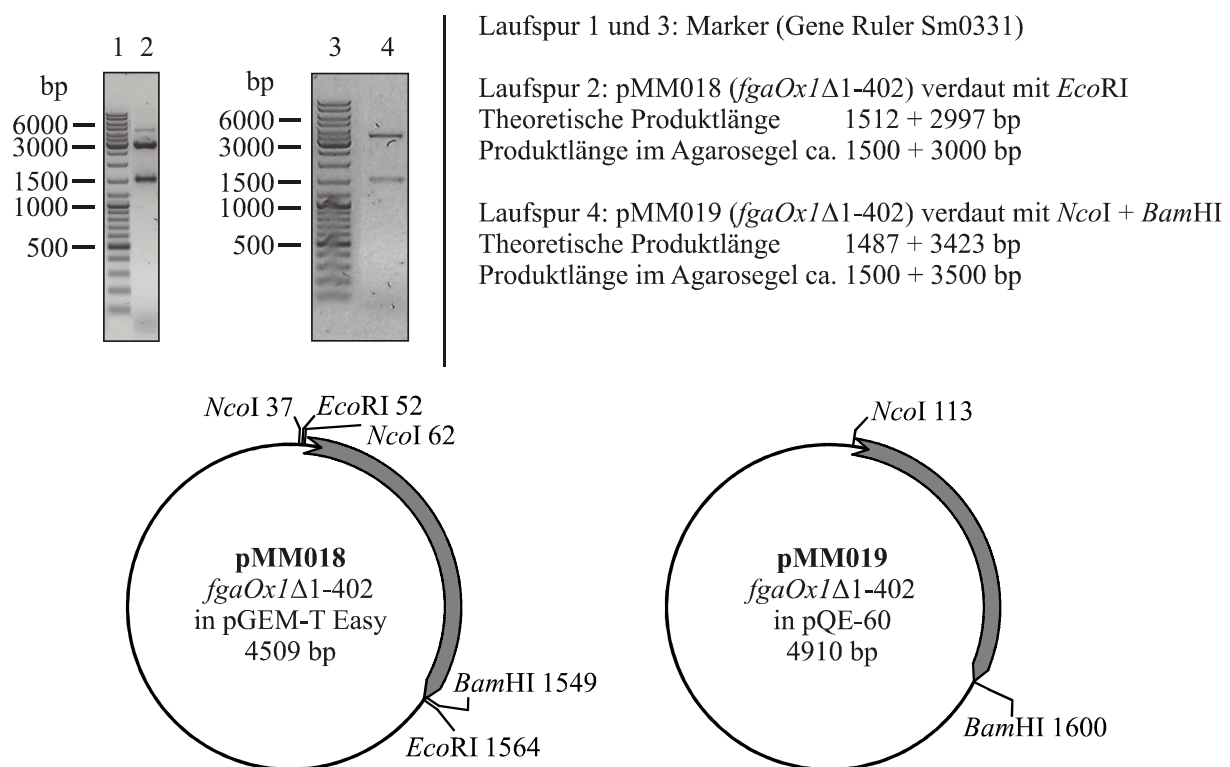 1 2
bp
6000
3000
1500
1000
500
3 4
bp
6000
3000
1500
1000
500
Laufspur 1 und 3: Marker (Gene Ruler Sm0331)
Laufspur 2: pMM018 (fgaOx1Δ1-402) verdaut mit EcoRI
Theoretische Produktlänge 1512 + 2997 bp
Produktlänge im Agarosegel ca. 1500 + 3000 bp
Laufspur 4: pMM019 (fgaOx1Δ1-402) verdaut mit NcoI + BamHI
Theoretische Produktlänge 1487 + 3423 bp
Produktlänge im Agarosegel ca. 1500 + 3500 bp
NcoI 37
EcoRI 52
NcoI 62
pMM018
fgaOx1Δ1-402
in pGEM-T Easy
4509 bp
BamHI 1549
EcoRI 1564
NcoI 113
pMM019
fgaOx1Δ1-402
in pQE-60
4910 bp
BamHI 1600